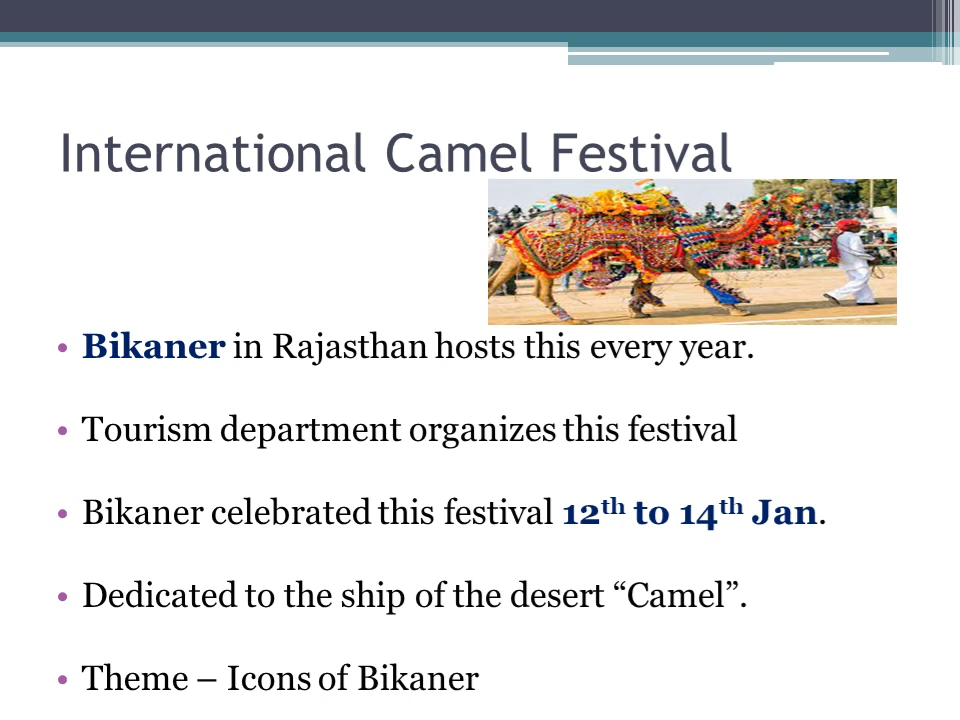 International Camel Festival
• Bikaner in Rajasthan hosts this every year.
• Tourism department organizes this festival
• Bikaner celebrated this festival 12th to 14th Jan.
• Dedicated to the ship of the desert “Camel”.
• Theme – Icons of Bikaner